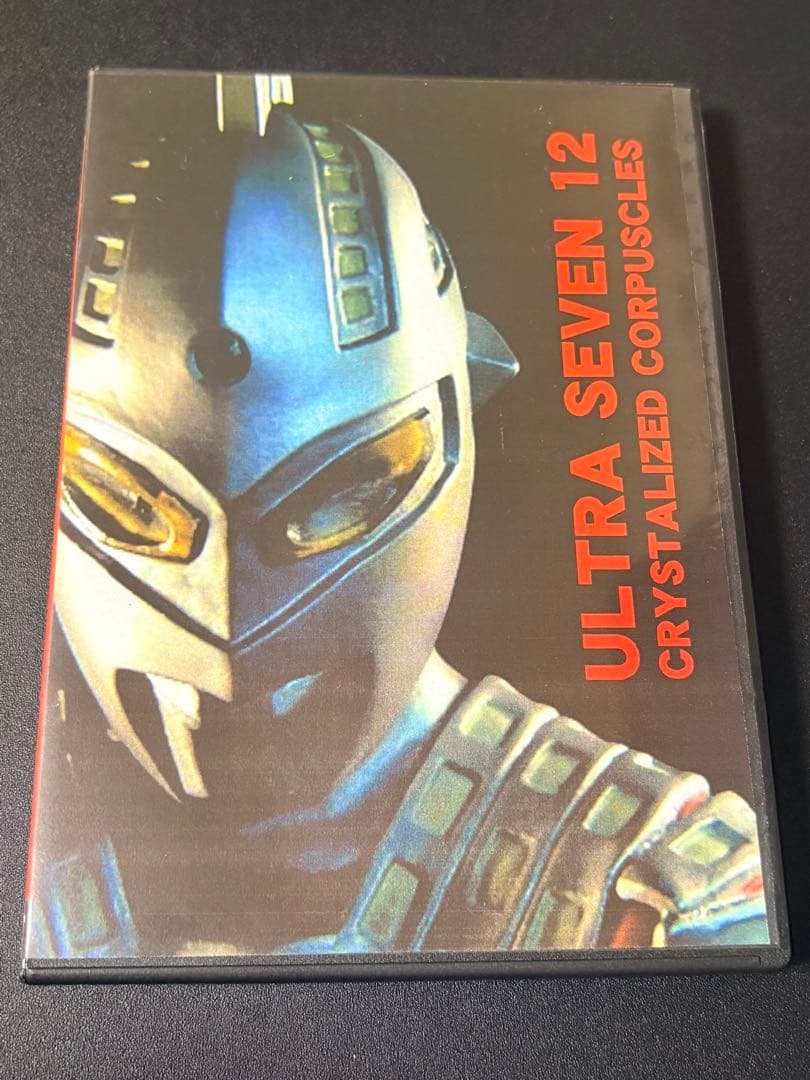 ULTRA SEVEN 12
CRYSTALIZED CORPUSCLES